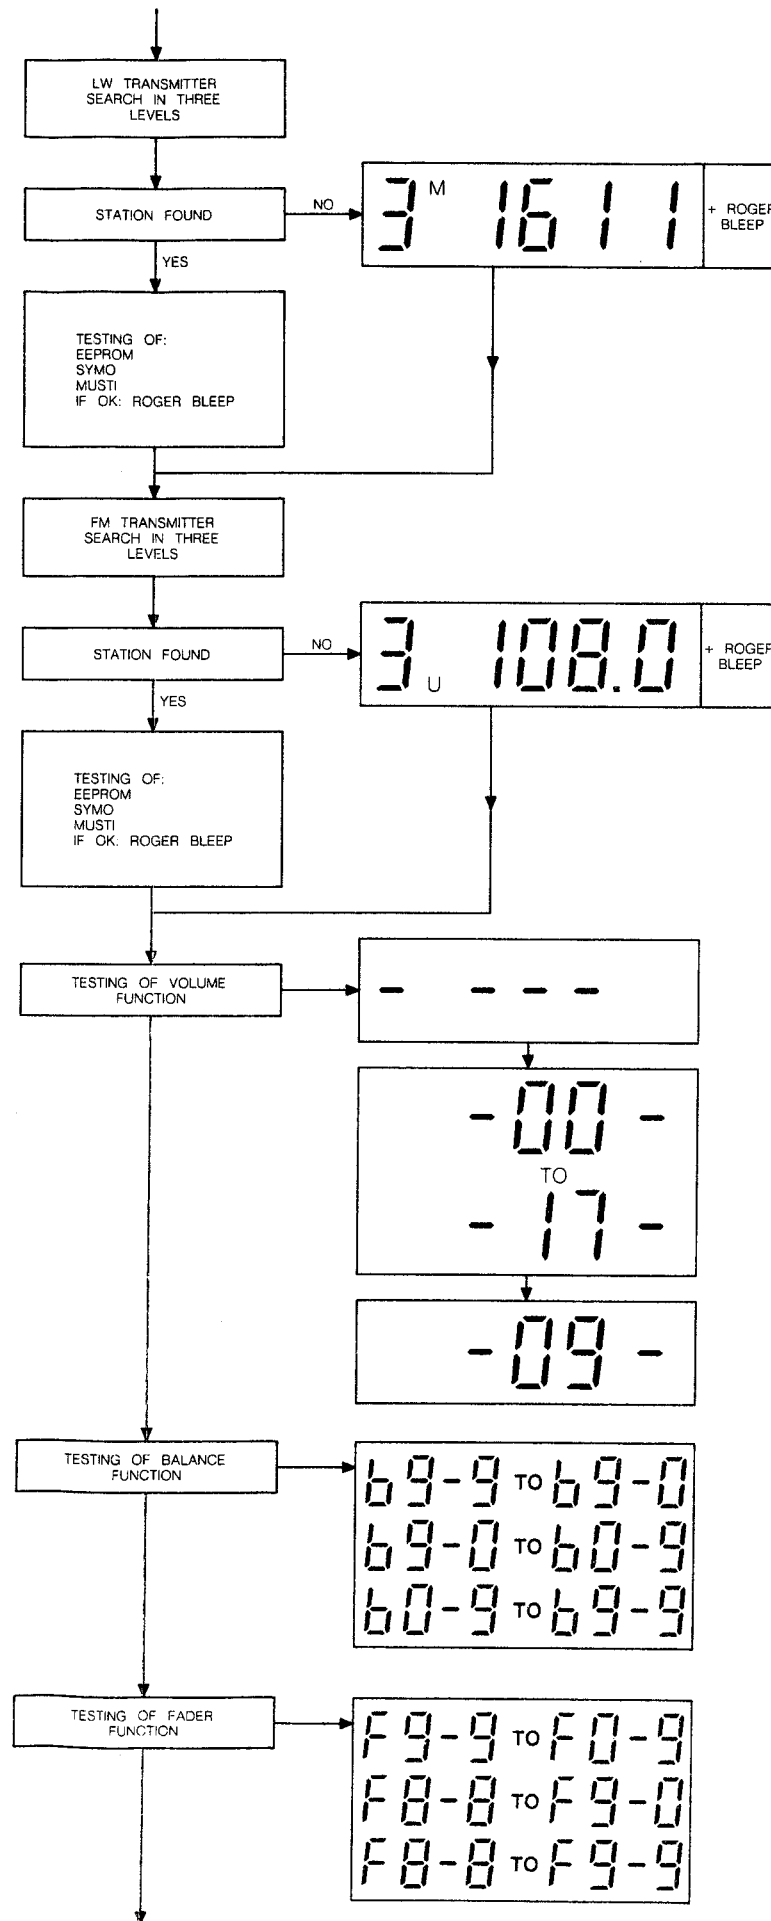 LW TRANSMITTER
SEARCH IN THREE
LEVELS
STATION FOUND
NO
3 M 1611
+ ROGER
BLEEP
YES
TESTING OF:
EEPROM
SYMO
MUSTI
IF OK: ROGER BLEEP
FM TRANSMITTER
SEARCH IN THREE
LEVELS
STATION FOUND
NO
3 U 108.0
+ ROGER
BLEEP
YES
TESTING OF:
EEPROM
SYMO
MUSTI
IF OK: ROGER BLEEP
TESTING OF VOLUME
FUNCTION
- - - -
-00 -
TO
-17 -
-09 -
TESTING OF BALANCE
FUNCTION
b9-9 TO b9-0
b9-0 TO b0-9
b0-9 TO b9-9
TESTING OF FADER
FUNCTION
F9-9 TO F0-9
F8-8 TO F9-0
F8-8 TO F9-9